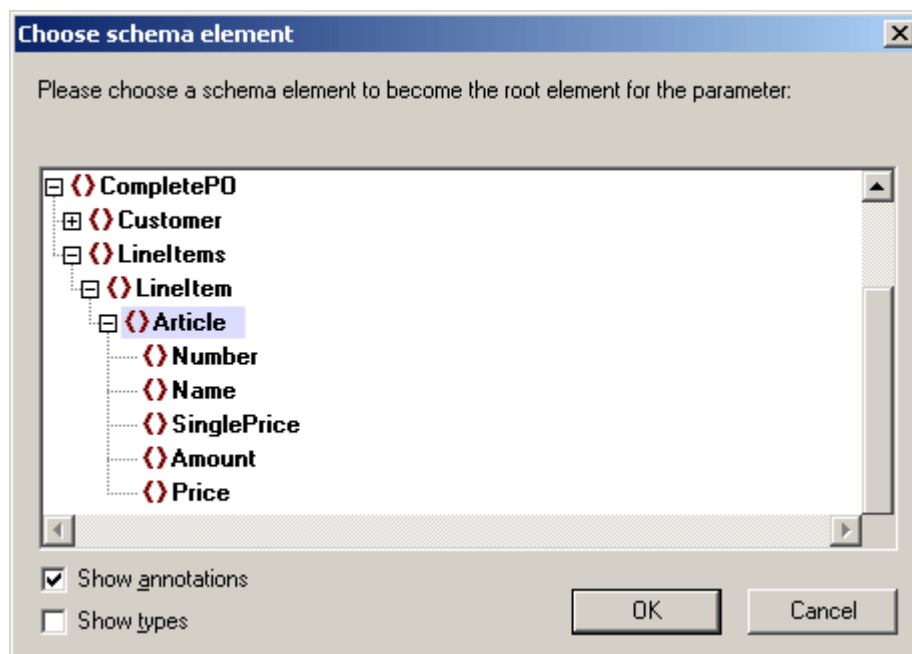 Choose schema element
Please choose a schema element to become the root element for the parameter:
CompletePO
Customer
LineItems
LineItem
Article
Number
Name
SinglePrice
Amount
Price
Show annotations
Show types
OK
Cancel